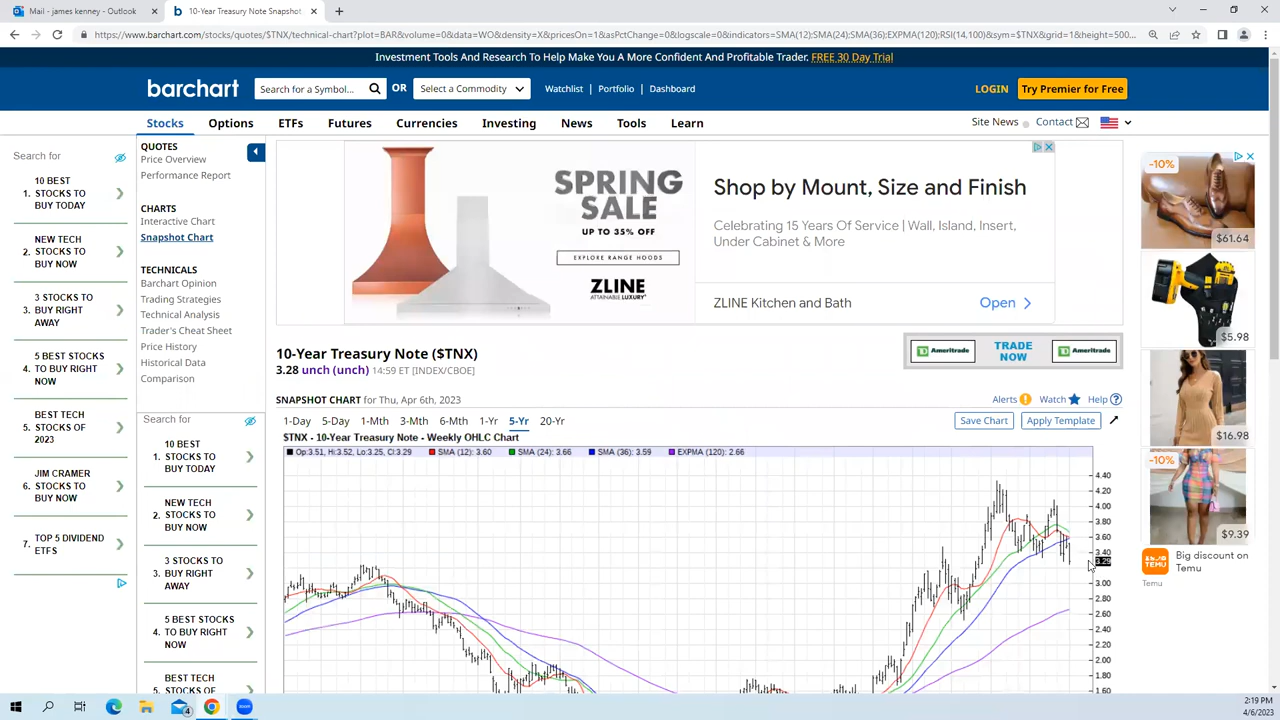 Mail - james kenney - Outlook
10-Year Treasury Note Snapshot
https://www.barchart.com/stocks/quotes/$TNX/technical-chart?plot=BAR&volume=0&data=WO&density=X&pricesOn=1&asPctChange=0&logscale=0&indicators=SMA(12);SMA(24);SMA(36);EXPMA(120);RSI(14,100)&sym=$TNX&grid=1&height=500...
Investment Tools And Research To Help Make You A More Confident And Profitable Trader. FREE 30 Day Trial
barchart
Search for a Symbol...
OR
Select a Commodity
Watchlist
Portfolio
Dashboard
LOGIN
Try Premier for Free
Stocks
Options
ETFs
Futures
Currencies
Investing
News
Tools
Learn
Site News
Contact
Search for
1. 10 BEST
STOCKS TO
BUY TODAY
2. NEW TECH
STOCKS TO
BUY NOW
3. 3 STOCKS TO
BUY RIGHT
AWAY
4. 5 BEST STOCKS
TO BUY RIGHT
NOW
5. BEST TECH
STOCKS OF
2023
6. JIM CRAMER
STOCKS TO
BUY NOW
7. TOP 5 DIVIDEND
ETFS
QUOTES
Price Overview
Performance Report
CHARTS
Interactive Chart
Snapshot Chart
TECHNICALS
Barchart Opinion
Trading Strategies
Technical Analysis
Trader's Cheat Sheet
Price History
Historical Data
Comparison
Search for
1. 10 BEST
STOCKS TO
BUY TODAY
2. NEW TECH
STOCKS TO
BUY NOW
3. 3 STOCKS TO
BUY RIGHT
AWAY
4. 5 BEST STOCKS
TO BUY RIGHT
NOW
5. BEST TECH
STOCKS OF
SPRING
SALE
UP TO 35% OFF
EXPLORE RANGE HOODS
ZLINE
ATTAINABLE LUXURY
Shop by Mount, Size and Finish
Celebrating 15 Years Of Service | Wall, Island, Insert,
Under Cabinet & More
ZLINE Kitchen and Bath
Open
10-Year Treasury Note ($TNX)
3.28 unch (unch) 14:59 ET [INDEX/CBOE]
Ameritrade
TRADE
NOW
Ameritrade
SNAPSHOT CHART for Thu, Apr 6th, 2023
Alerts
Watch
Help
1-Day
5-Day
1-Mth
3-Mth
6-Mth
1-Yr
5-Yr
20-Yr
Save Chart
Apply Template
$TNX - 10-Year Treasury Note - Weekly OHLC Chart
Op:3.51, Hi:3.52, Lo:3.25, Cl:3.29
SMA (12): 3.60
SMA (24): 3.66
SMA (36): 3.59
EXPMA (120): 2.66
4.40
4.20
4.00
3.80
3.60
3.40
3.29
3.00
2.80
2.60
2.40
2.20
2.00
1.80
1.60
-10%
$61.64
$5.98
$16.98
-10%
$9.39
TEMU
Big discount on
Temu
Temu
4
zoom
2:19 PM
4/6/2023